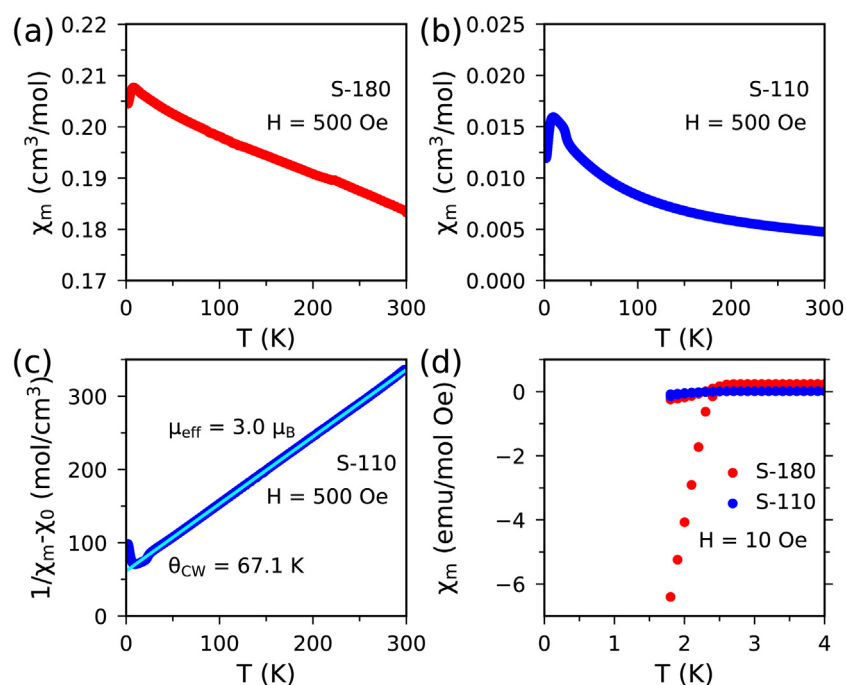 (a)
0.22
0.21
0.20
0.19
0.18
0.17
χm (cm³/mol)
S-180
H = 500 Oe
0
100
200
300
T (K)
(b)
0.025
0.020
0.015
0.010
0.005
0.000
χm (cm³/mol)
S-110
H = 500 Oe
0
100
200
300
T (K)
(c)
300
200
100
0
1/χm-χ0 (mol/cm³)
μeff = 3.0 μB
S-110
H = 500 Oe
θCW = 67.1 K
0
100
200
300
T (K)
(d)
0
−2
−4
−6
χm (emu/mol Oe)
S-180
S-110
H = 10 Oe
0
1
2
3
4
T (K)